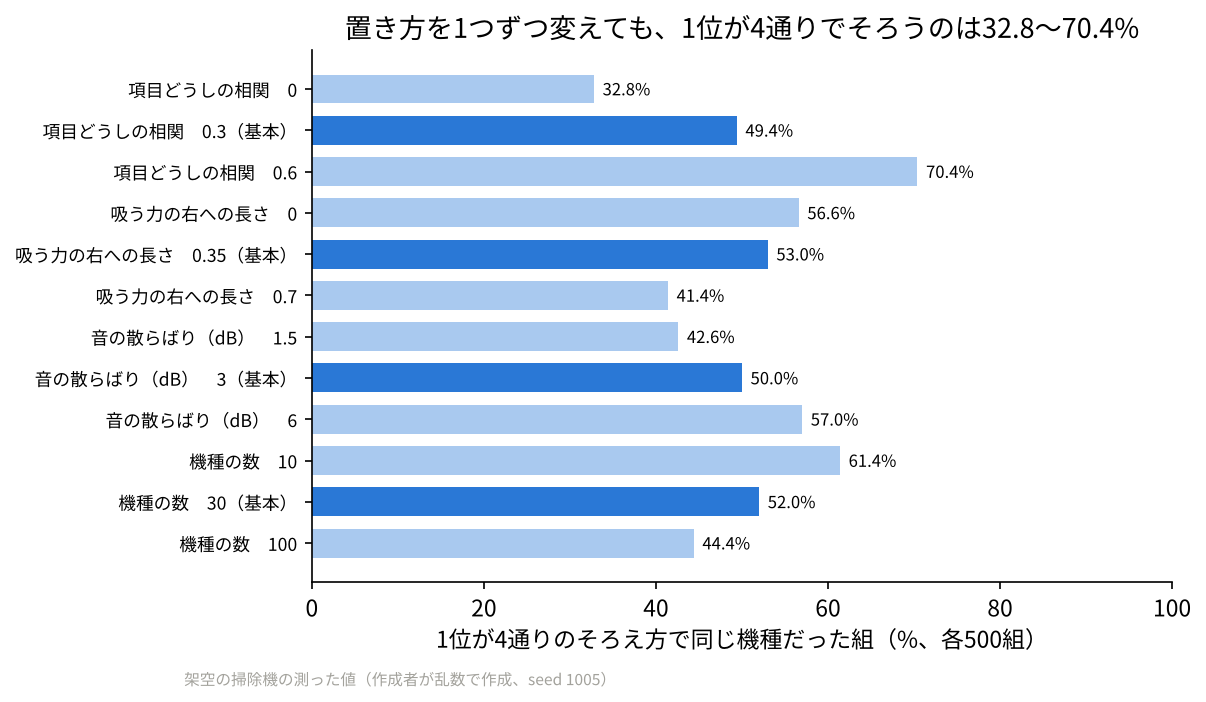 置き方を1つずつ変えても、1位が4通りでそろうのは32.8〜70.4%
項目どうしの相関　0 32.8%
項目どうしの相関　0.3（基本） 49.4%
項目どうしの相関　0.6 70.4%
吸う力の右への長さ　0 56.6%
吸う力の右への長さ　0.35（基本） 53.0%
吸う力の右への長さ　0.7 41.4%
音の散らばり（dB）　1.5 42.6%
音の散らばり（dB）　3（基本） 50.0%
音の散らばり（dB）　6 57.0%
機種の数　10 61.4%
機種の数　30（基本） 52.0%
機種の数　100 44.4%
0 20 40 60 80 100
1位が4通りのそろえ方で同じ機種だった組（%、各500組）
架空の掃除機の測った値（作成者が乱数で作成、seed 1005）